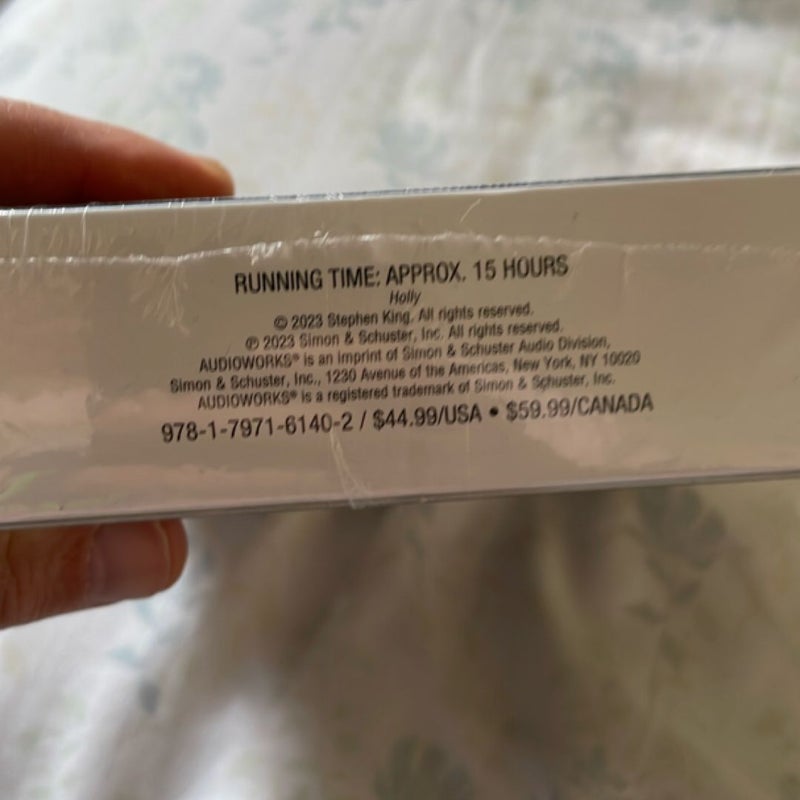 RUNNING TIME: APPROX. 15 HOURS
Holly
© 2023 Stephen King. All rights reserved.
℗ 2023 Simon & Schuster, Inc. All rights reserved.
AUDIOWORKS® is an imprint of Simon & Schuster Audio Division,
Simon & Schuster, Inc., 1230 Avenue of the Americas, New York, NY 10020
AUDIOWORKS® is a registered trademark of Simon & Schuster, Inc.
978-1-7971-6140-2 / $44.99/USA • $59.99/CANADA